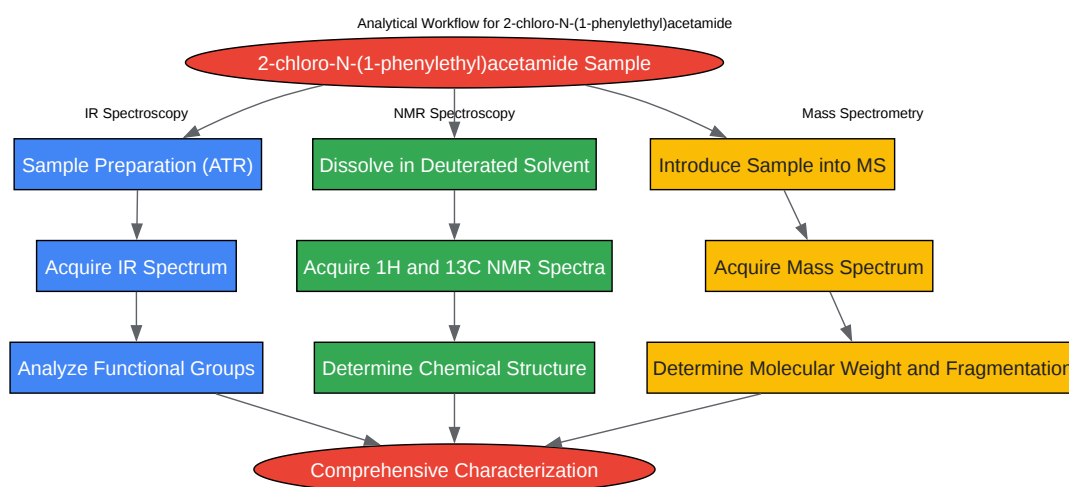 Analytical Workflow for 2-chloro-N-(1-phenylethyl)acetamide
2-chloro-N-(1-phenylethyl)acetamide Sample
IR Spectroscopy
NMR Spectroscopy
Mass Spectrometry
Sample Preparation (ATR)
Dissolve in Deuterated Solvent
Introduce Sample into MS
Acquire IR Spectrum
Acquire 1H and 13C NMR Spectra
Acquire Mass Spectrum
Analyze Functional Groups
Determine Chemical Structure
Determine Molecular Weight and Fragmentation
Comprehensive Characterization